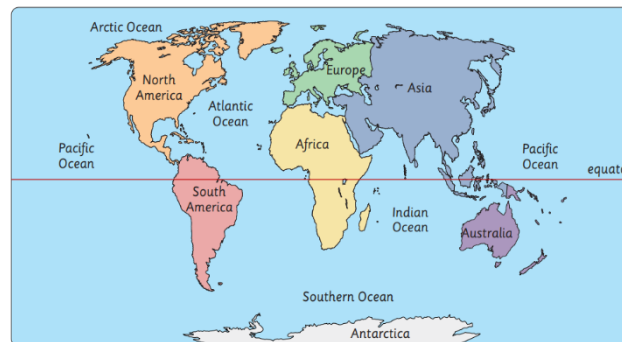 Arctic Ocean
North
America
Europe
Asia
Atlantic
Ocean
Pacific
Ocean
Africa
Pacific
Ocean
equato
South
America
Indian
Ocean
Australia
Southern Ocean
Antarctica